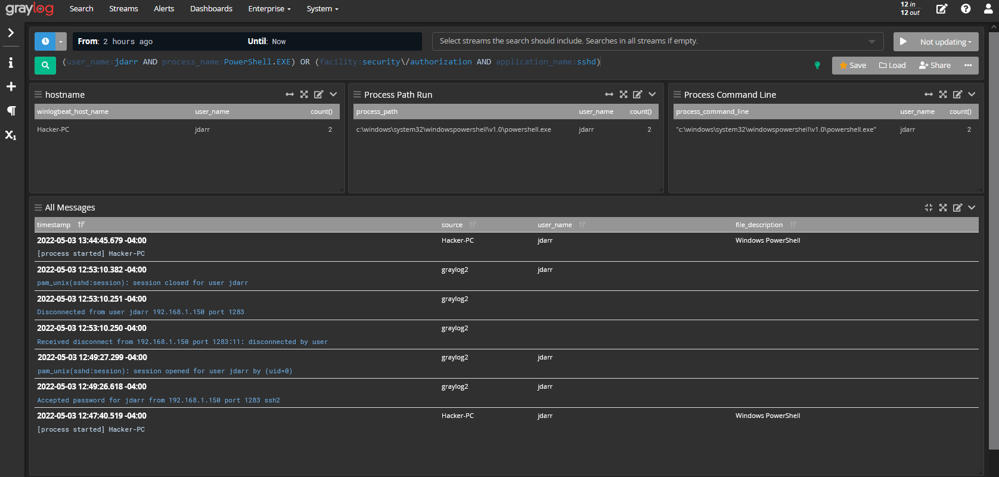 graylog Search Streams Alerts Dashboards Enterprise System 12 in
12 out
From: 2 hours ago Until: Now Select streams the search should include. Searches in all streams if empty. Not updating
(user_name:jdarr AND process_name:PowerShell.EXE) OR (facility:security\/authorization AND application_name:sshd) Save Load Share
hostname
winlogbeat_host_name user_name count()
Hacker-PC jdarr 2
Process Path Run
process_path user_name count()
c:\windows\system32\windowspowershell\v1.0\powershell.exe jdarr 2
Process Command Line
process_command_line user_name count()
"c:\windows\system32\windowspowershell\v1.0\powershell.exe" jdarr 2
All Messages
timestamp source user_name file_description
2022-05-03 13:44:45.679 -04:00 Hacker-PC jdarr Windows PowerShell
[process started] Hacker-PC
2022-05-03 12:53:10.382 -04:00 graylog2 jdarr
pam_unix(sshd:session): session closed for user jdarr
2022-05-03 12:53:10.251 -04:00 graylog2
Disconnected from user jdarr 192.168.1.150 port 1283
2022-05-03 12:53:10.250 -04:00 graylog2
Received disconnect from 192.168.1.150 port 1283:11: disconnected by user
2022-05-03 12:49:27.299 -04:00 graylog2 jdarr
pam_unix(sshd:session): session opened for user jdarr by (uid=0)
2022-05-03 12:49:26.618 -04:00 graylog2 jdarr
Accepted password for jdarr from 192.168.1.150 port 1283 ssh2
2022-05-03 12:47:40.519 -04:00 Hacker-PC jdarr Windows PowerShell
[process started] Hacker-PC